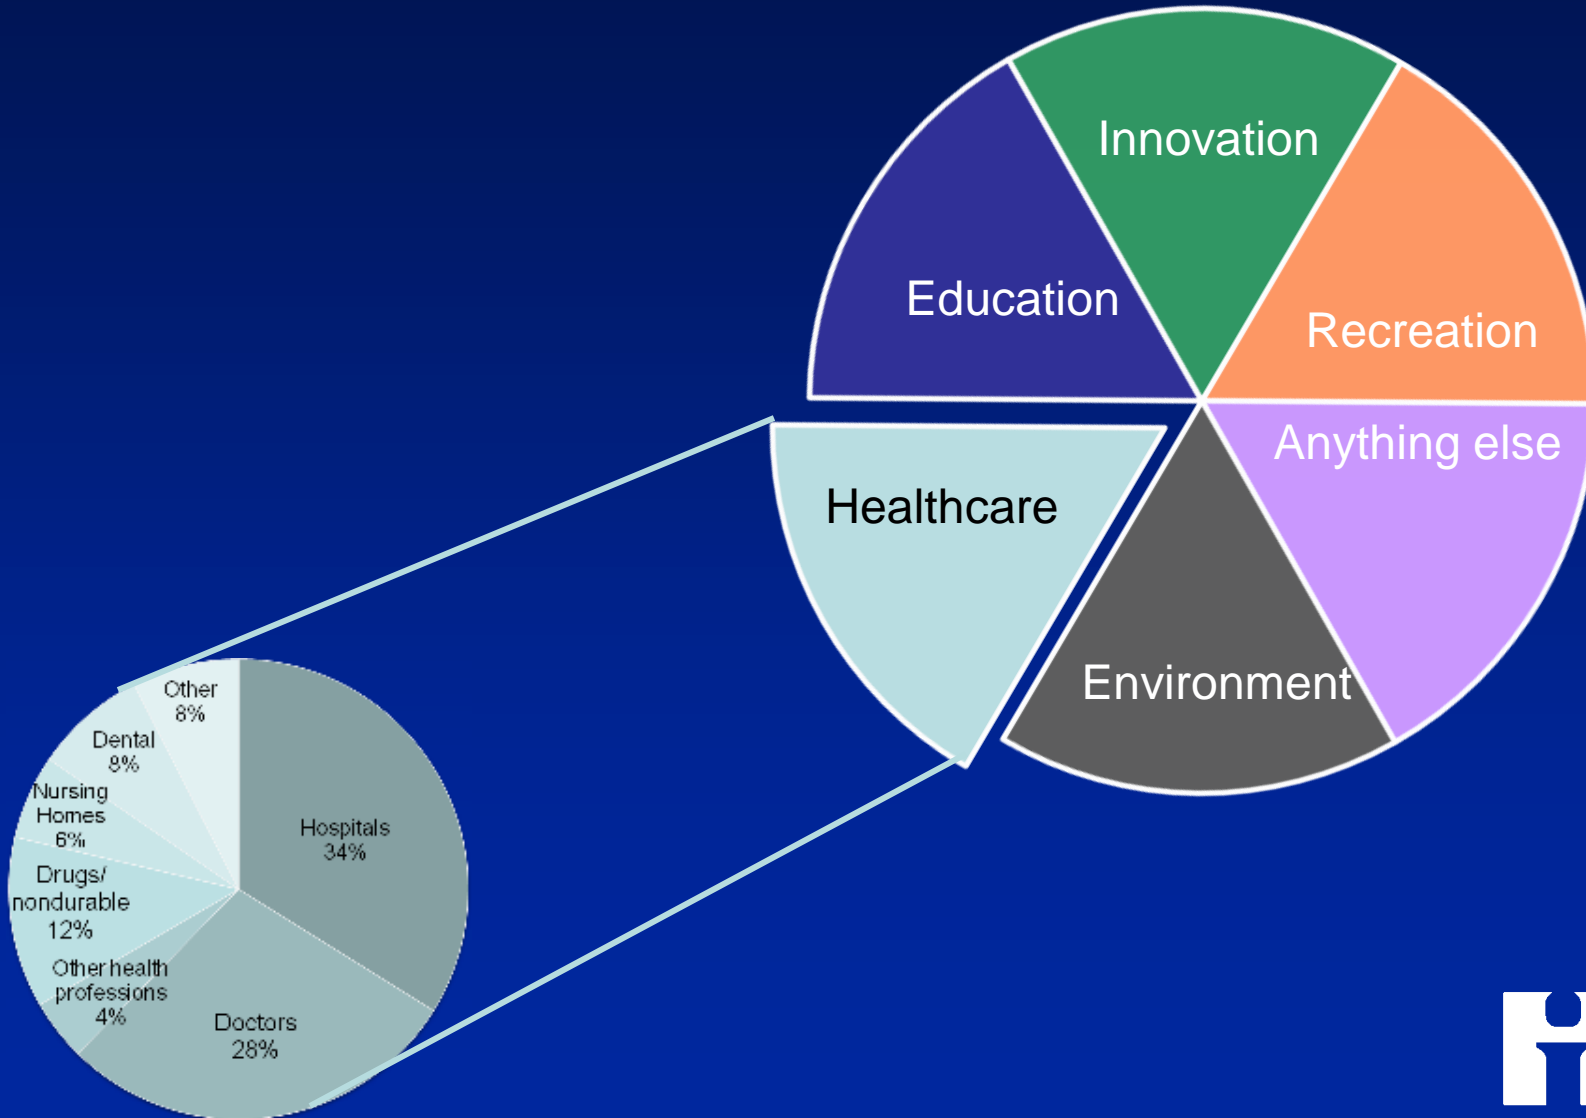 Innovation
Education
Recreation
Anything else
Healthcare
Environment
Other
8%
Dental
8%
Nursing
Homes
6%
Drugs/
nondurable
12%
Other health
professions
4%
Doctors
28%
Hospitals
34%